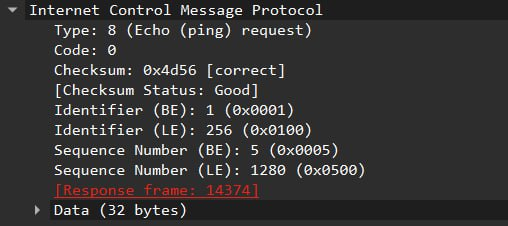 Internet Control Message Protocol
Type: 8 (Echo (ping) request)
Code: 0
Checksum: 0x4d56 [correct]
[Checksum Status: Good]
Identifier (BE): 1 (0x0001)
Identifier (LE): 256 (0x0100)
Sequence Number (BE): 5 (0x0005)
Sequence Number (LE): 1280 (0x0500)
[Response frame: 14374]
Data (32 bytes)